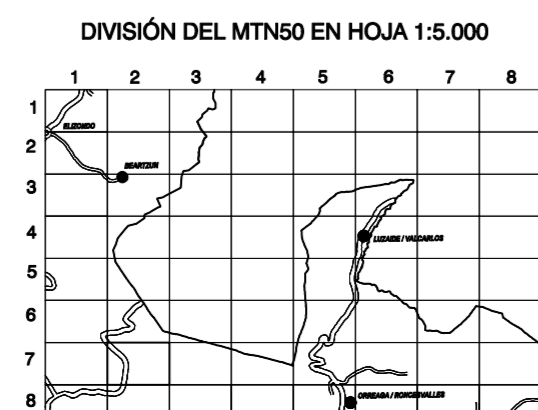 DIVISIÓN DEL MTN50 EN HOJA 1:5.000
1 2 3 4 5 6 7 8
1
ELIZONDO
2
BEARTZUN
3
4
LUZAIDE / VALCARLOS
5
6
7
8
ORREAGA / RONCESVALLES